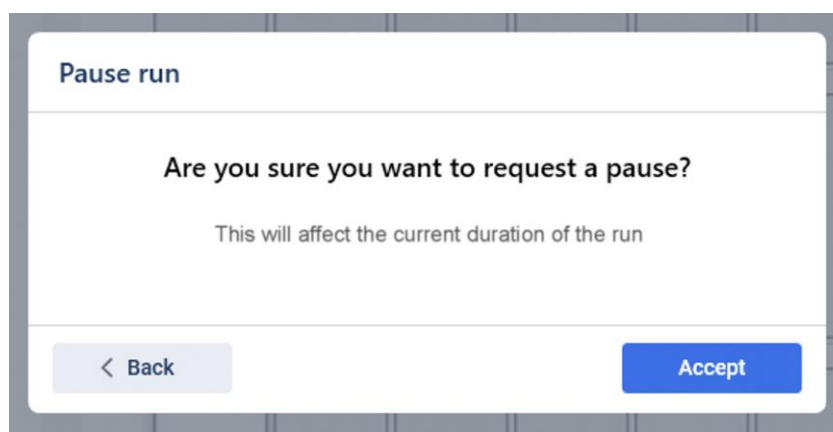 Pause run
Are you sure you want to request a pause?
This will affect the current duration of the run
Back
Accept